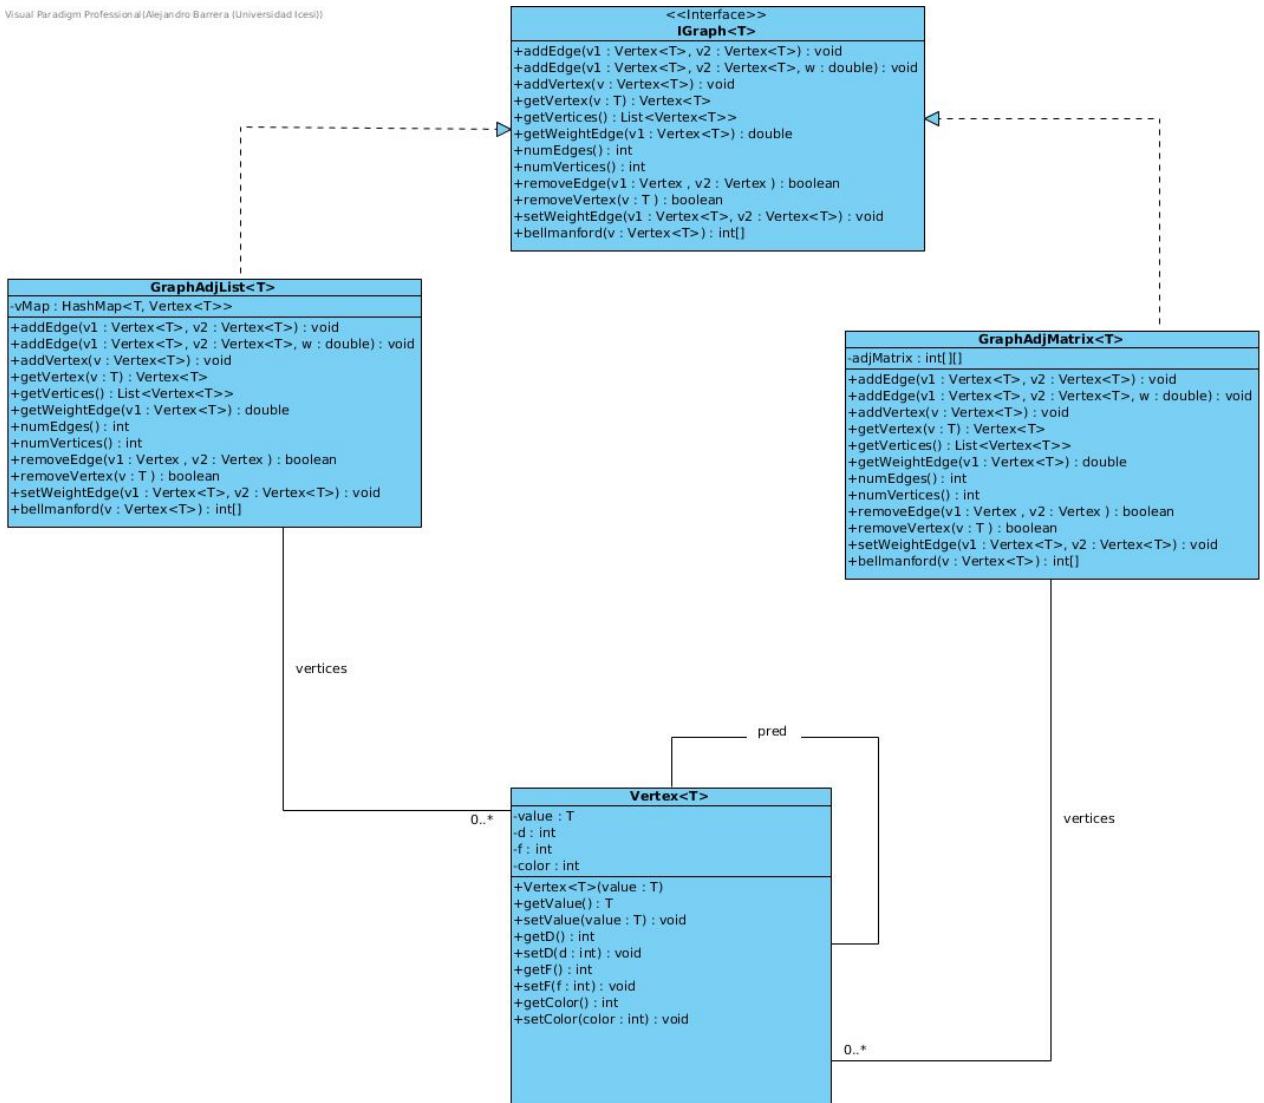 Visual Paradigm Professional(Alejandro Barrera (Universidad Icesi))
<<Interface>>
IGraph<T>
+addEdge(v1 : Vertex<T>, v2 : Vertex<T>) : void
+addEdge(v1 : Vertex<T>, v2 : Vertex<T>, w : double) : void
+addVertex(v : Vertex<T>) : void
+getVertex(v : T) : Vertex<T>
+getVertices() : List<Vertex<T>>
+getWeightEdge(v1 : Vertex<T>) : double
+numEdges() : int
+numVertices() : int
+removeEdge(v1 : Vertex , v2 : Vertex ) : boolean
+removeVertex(v : T ) : boolean
+setWeightEdge(v1 : Vertex<T>, v2 : Vertex<T>) : void
+bellmanford(v : Vertex<T>) : int[]
GraphAdjList<T>
-vMap : HashMap<T, Vertex<T>>
+addEdge(v1 : Vertex<T>, v2 : Vertex<T>) : void
+addEdge(v1 : Vertex<T>, v2 : Vertex<T>, w : double) : void
+addVertex(v : Vertex<T>) : void
+getVertex(v : T) : Vertex<T>
+getVertices() : List<Vertex<T>>
+getWeightEdge(v1 : Vertex<T>) : double
+numEdges() : int
+numVertices() : int
+removeEdge(v1 : Vertex , v2 : Vertex ) : boolean
+removeVertex(v : T ) : boolean
+setWeightEdge(v1 : Vertex<T>, v2 : Vertex<T>) : void
+bellmanford(v : Vertex<T>) : int[]
GraphAdjMatrix<T>
-adjMatrix : int[][]
+addEdge(v1 : Vertex<T>, v2 : Vertex<T>) : void
+addEdge(v1 : Vertex<T>, v2 : Vertex<T>, w : double) : void
+addVertex(v : Vertex<T>) : void
+getVertex(v : T) : Vertex<T>
+getVertices() : List<Vertex<T>>
+getWeightEdge(v1 : Vertex<T>) : double
+numEdges() : int
+numVertices() : int
+removeEdge(v1 : Vertex , v2 : Vertex ) : boolean
+removeVertex(v : T ) : boolean
+setWeightEdge(v1 : Vertex<T>, v2 : Vertex<T>) : void
+bellmanford(v : Vertex<T>) : int[]
vertices
pred
0..*
vertices
Vertex<T>
-value : T
-d : int
-f : int
-color : int
+Vertex<T>(value : T)
+getValue() : T
+setValue(value : T) : void
+getD() : int
+setD(d : int) : void
+getF() : int
+setF(f : int) : void
+getColor() : int
+setColor(color : int) : void
0..*